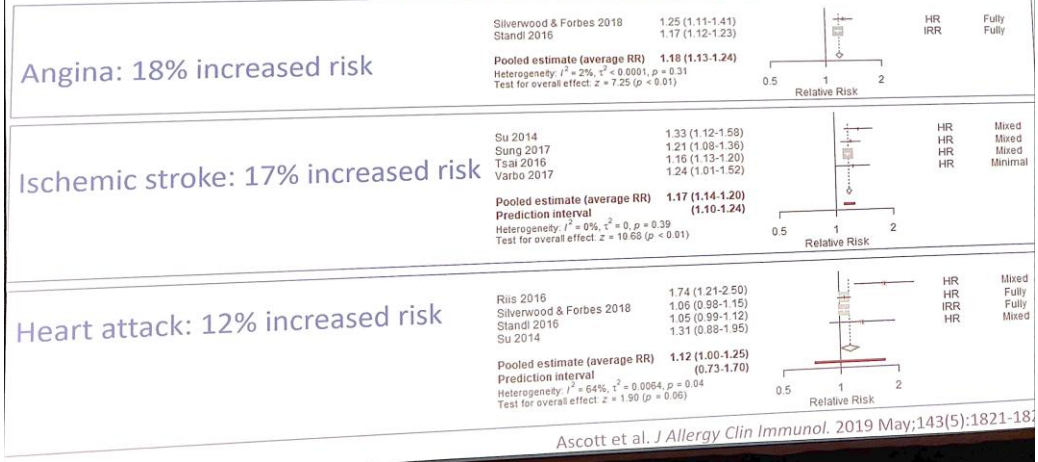 Angina: 18% increased risk
Silverwood & Forbes 2018 1.25 (1.11-1.41) HR Fully
Standl 2016 1.17 (1.12-1.23) IRR Fully
Pooled estimate (average RR) 1.18 (1.13-1.24)
Heterogeneity: I² = 2%, τ² < 0.0001, p = 0.31
Test for overall effect: z = 7.25 (p < 0.01)
0.5 1 2
Relative Risk
Ischemic stroke: 17% increased risk
Su 2014 1.33 (1.12-1.58) HR Mixed
Sung 2017 1.21 (1.08-1.36) HR Mixed
Tsai 2016 1.16 (1.13-1.20) HR Mixed
Varbo 2017 1.24 (1.01-1.52) HR Minimal
Pooled estimate (average RR) 1.17 (1.14-1.20)
Prediction interval (1.10-1.24)
Heterogeneity: I² = 0%, τ² = 0, p = 0.39
Test for overall effect: z = 10.68 (p < 0.01)
0.5 1 2
Relative Risk
Heart attack: 12% increased risk
Riis 2016 1.74 (1.21-2.50) HR Mixed
Silverwood & Forbes 2018 1.06 (0.98-1.15) HR Fully
Standl 2016 1.05 (0.99-1.12) IRR Fully
Su 2014 1.31 (0.88-1.95) HR Mixed
Pooled estimate (average RR) 1.12 (1.00-1.25)
Prediction interval (0.73-1.70)
Heterogeneity: I² = 64%, τ² = 0.0064, p = 0.04
Test for overall effect: z = 1.90 (p = 0.06)
0.5 1 2
Relative Risk
Ascott et al. J Allergy Clin Immunol. 2019 May;143(5):1821-182